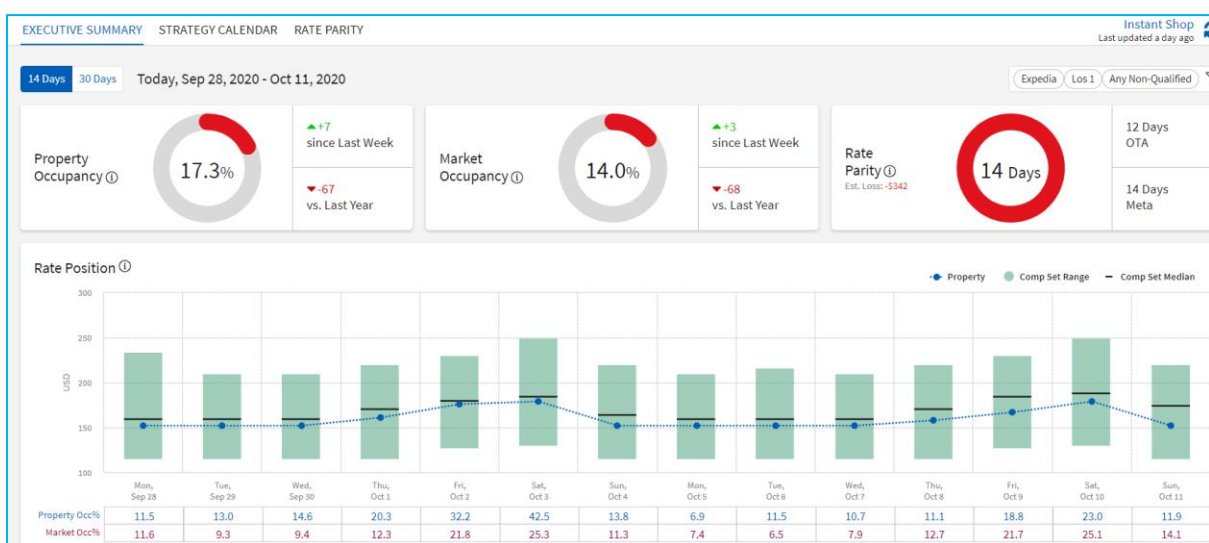 EXECUTIVE SUMMARY STRATEGY CALENDAR RATE PARITY
Instant Shop
Last updated a day ago
14 Days 30 Days Today, Sep 28, 2020 - Oct 11, 2020
Expedia Los 1 Any Non-Qualified
Property
Occupancy
17.3%
+7
since Last Week
-67
vs. Last Year
Market
Occupancy
14.0%
+3
since Last Week
-68
vs. Last Year
Rate
Parity
Est. Loss: -$342
14 Days
12 Days
OTA
14 Days
Meta
Rate Position
Property Comp Set Range Comp Set Median
300
250
200
150
100
USD
Mon, Tue, Wed, Thu, Fri, Sat, Sun, Mon, Tue, Wed, Thu, Fri, Sat, Sun,
Sep 28 Sep 29 Sep 30 Oct 1 Oct 2 Oct 3 Oct 4 Oct 5 Oct 6 Oct 7 Oct 8 Oct 9 Oct 10 Oct 11
Property Occ% 11.5 13.0 14.6 20.3 32.2 42.5 13.8 6.9 11.5 10.7 11.1 18.8 23.0 11.9
Market Occ% 11.6 9.3 9.4 12.3 21.8 25.3 11.3 7.4 6.5 7.9 12.7 21.7 25.1 14.1